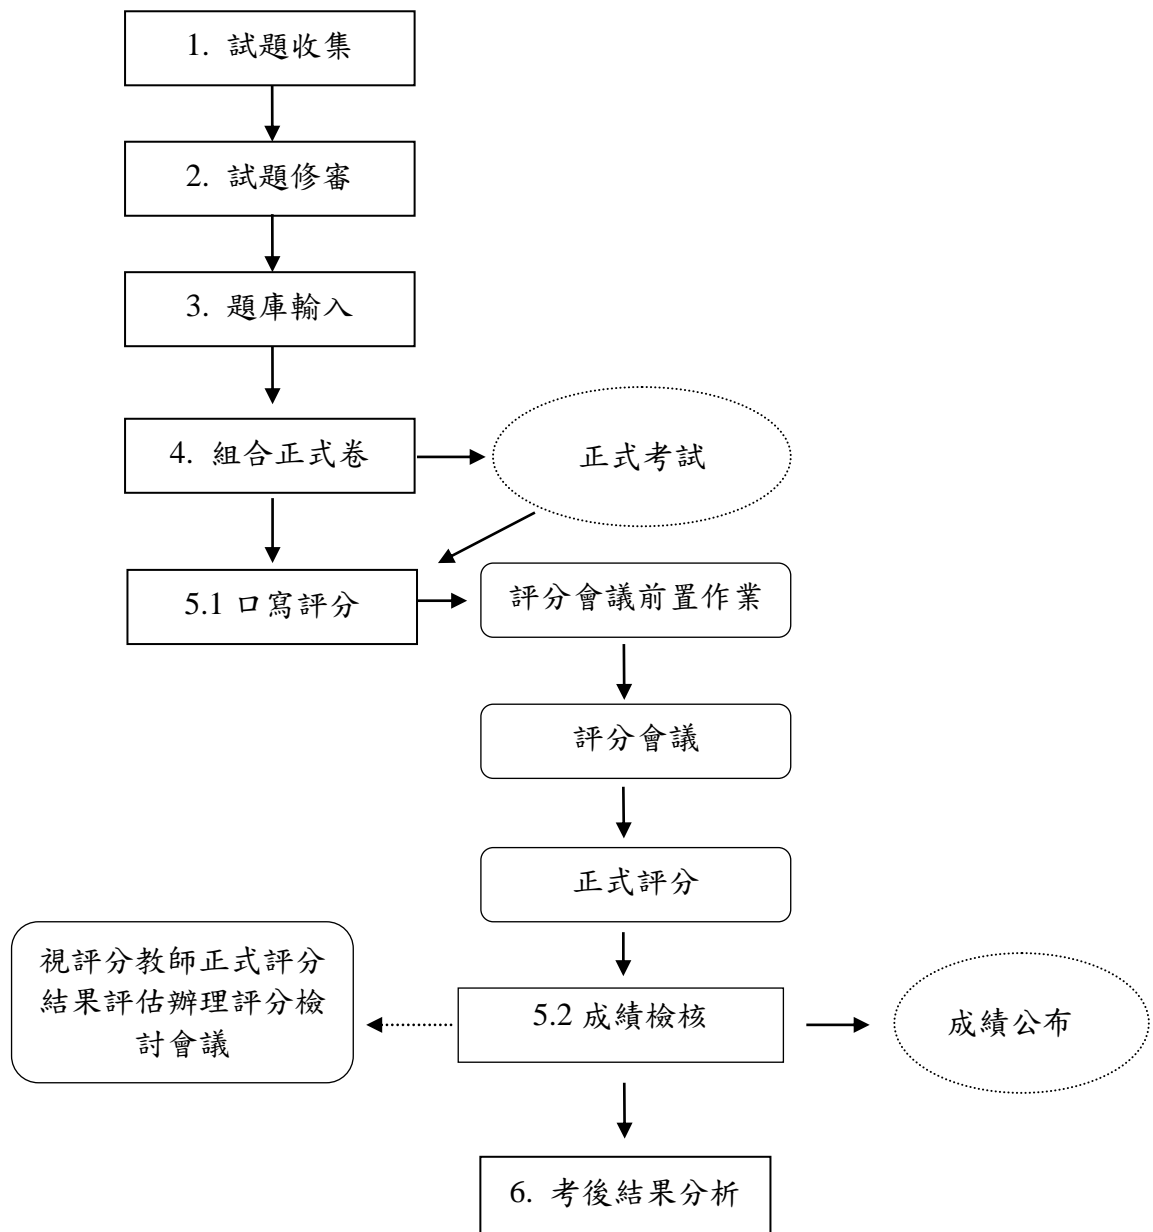 1. 試題收集
2. 試題修審
3. 題庫輸入
4. 組合正式卷
正式考試
5.1 口寫評分
評分會議前置作業
評分會議
正式評分
視評分教師正式評分
結果評估辦理評分檢
討會議
5.2 成績檢核
成績公布
6. 考後結果分析